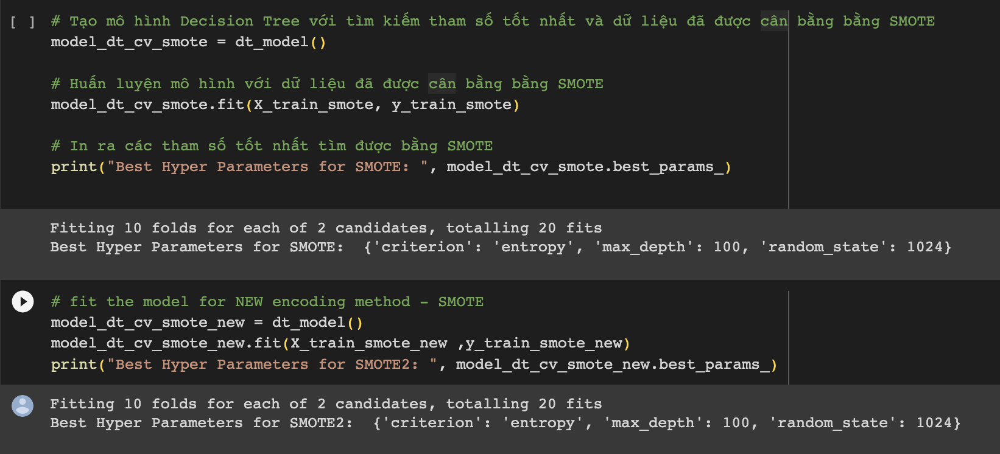 [ ] # Tạo mô hình Decision Tree với tìm kiếm tham số tốt nhất và dữ liệu đã được cân bằng bằng SMOTE
model_dt_cv_smote = dt_model()
# Huấn luyện mô hình với dữ liệu đã được cân bằng bằng SMOTE
model_dt_cv_smote.fit(X_train_smote, y_train_smote)
# In ra các tham số tốt nhất tìm được bằng SMOTE
print("Best Hyper Parameters for SMOTE: ", model_dt_cv_smote.best_params_)
Fitting 10 folds for each of 2 candidates, totalling 20 fits
Best Hyper Parameters for SMOTE:  {'criterion': 'entropy', 'max_depth': 100, 'random_state': 1024}
# fit the model for NEW encoding method - SMOTE
model_dt_cv_smote_new = dt_model()
model_dt_cv_smote_new.fit(X_train_smote_new ,y_train_smote_new)
print("Best Hyper Parameters for SMOTE2: ", model_dt_cv_smote_new.best_params_)
Fitting 10 folds for each of 2 candidates, totalling 20 fits
Best Hyper Parameters for SMOTE2:  {'criterion': 'entropy', 'max_depth': 100, 'random_state': 1024}